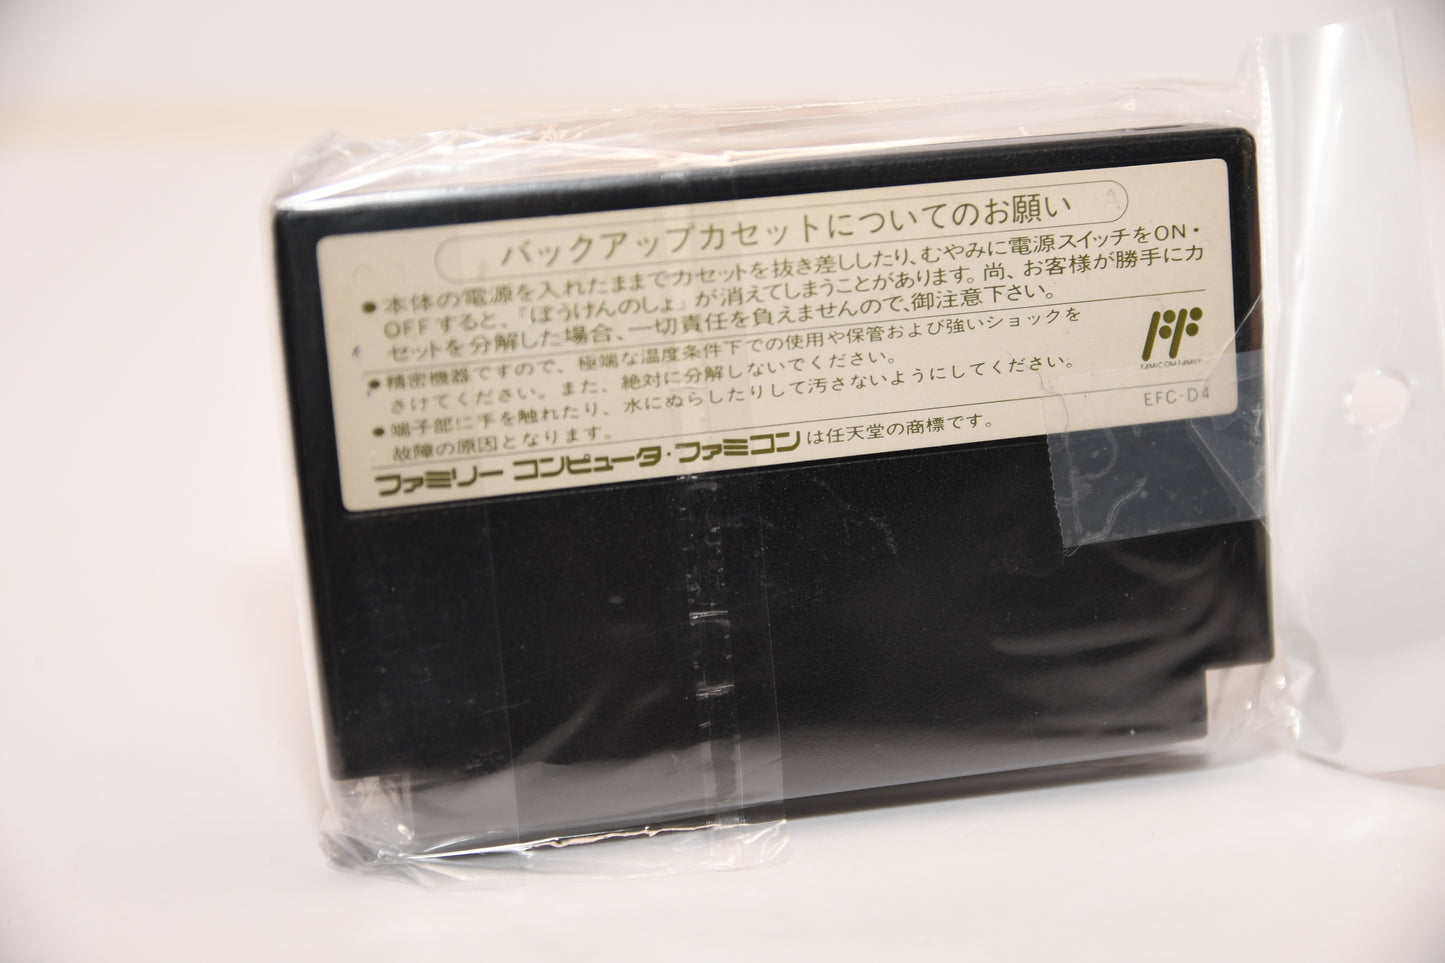 バックアップカセットについてのお願い
A
●本体の電源を入れたままでカセットを抜き差ししたり、むやみに電源スイッチをON・
OFFすると、『ぼうけんのしょ』が消えてしまうことがあります。尚、お客様が勝手にカ
セットを分解した場合、一切責任を負えませんので、御注意下さい。
●精密機器ですので、極端な温度条件下での使用や保管および強いショックを
さけてください。また、絶対に分解しないでください。
●端子部に手を触れたり、水にぬらしたりして汚さないようにしてください。
故障の原因となります。
FF
FAMICOM FAMILY
EFC-D4
ファミリー コンピュータ・ファミコンは任天堂の商標です。